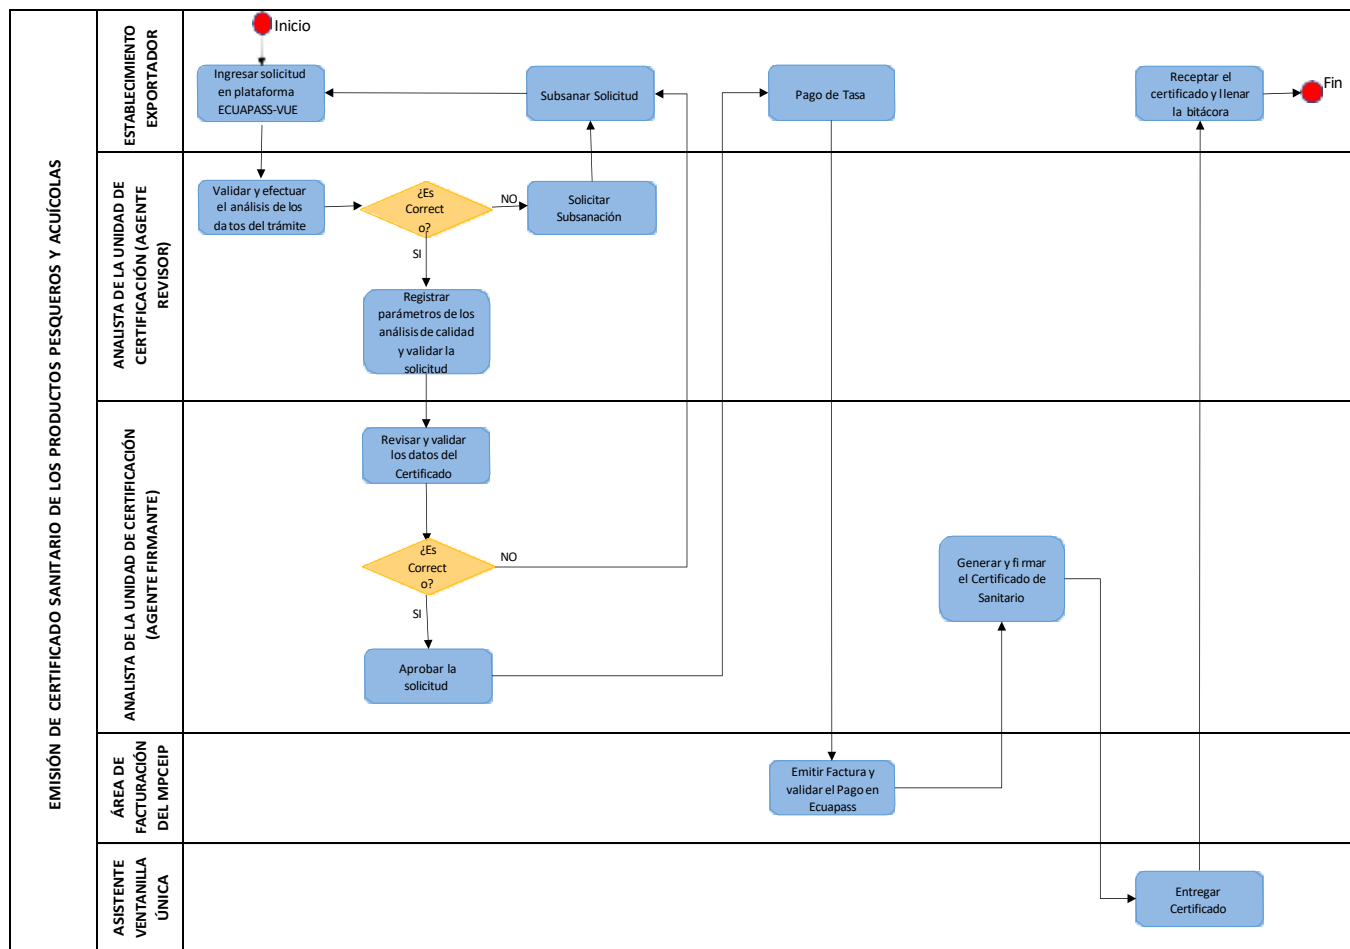 EMISIÓN DE CERTIFICADO SANITARIO DE LOS PRODUCTOS PESQUEROS Y ACUÍCOLAS
ESTABLECIMIENTO
EXPORTADOR
Inicio
Ingresar solicitud
en plataforma
ECUAPASS-VUE
Subsanar Solicitud
Pago de Tasa
Receptar el
certificado y llenar
la bitácora
Fin
ANALISTA DE LA UNIDAD DE
CERTIFICACIÓN (AGENTE
REVISOR)
Validar y efectuar
el análisis de los
datos del trámite
¿Es
Correct
o?
NO
Solicitar
Subsanación
SI
Registrar
parámetros de los
análisis de calidad
y validar la
solicitud
ANALISTA DE LA UNIDAD DE CERTIFICACIÓN
(AGENTE FIRMANTE)
Revisar y validar
los datos del
Certificado
¿Es
Correct
o?
NO
SI
Aprobar la
solicitud
Generar y firmar
el Certificado de
Sanitario
ÁREA DE
FACTURACIÓN
DEL MPCEIP
Emitir Factura y
validar el Pago en
Ecuapass
ASISTENTE
VENTANILLA
ÚNICA
Entregar
Certificado